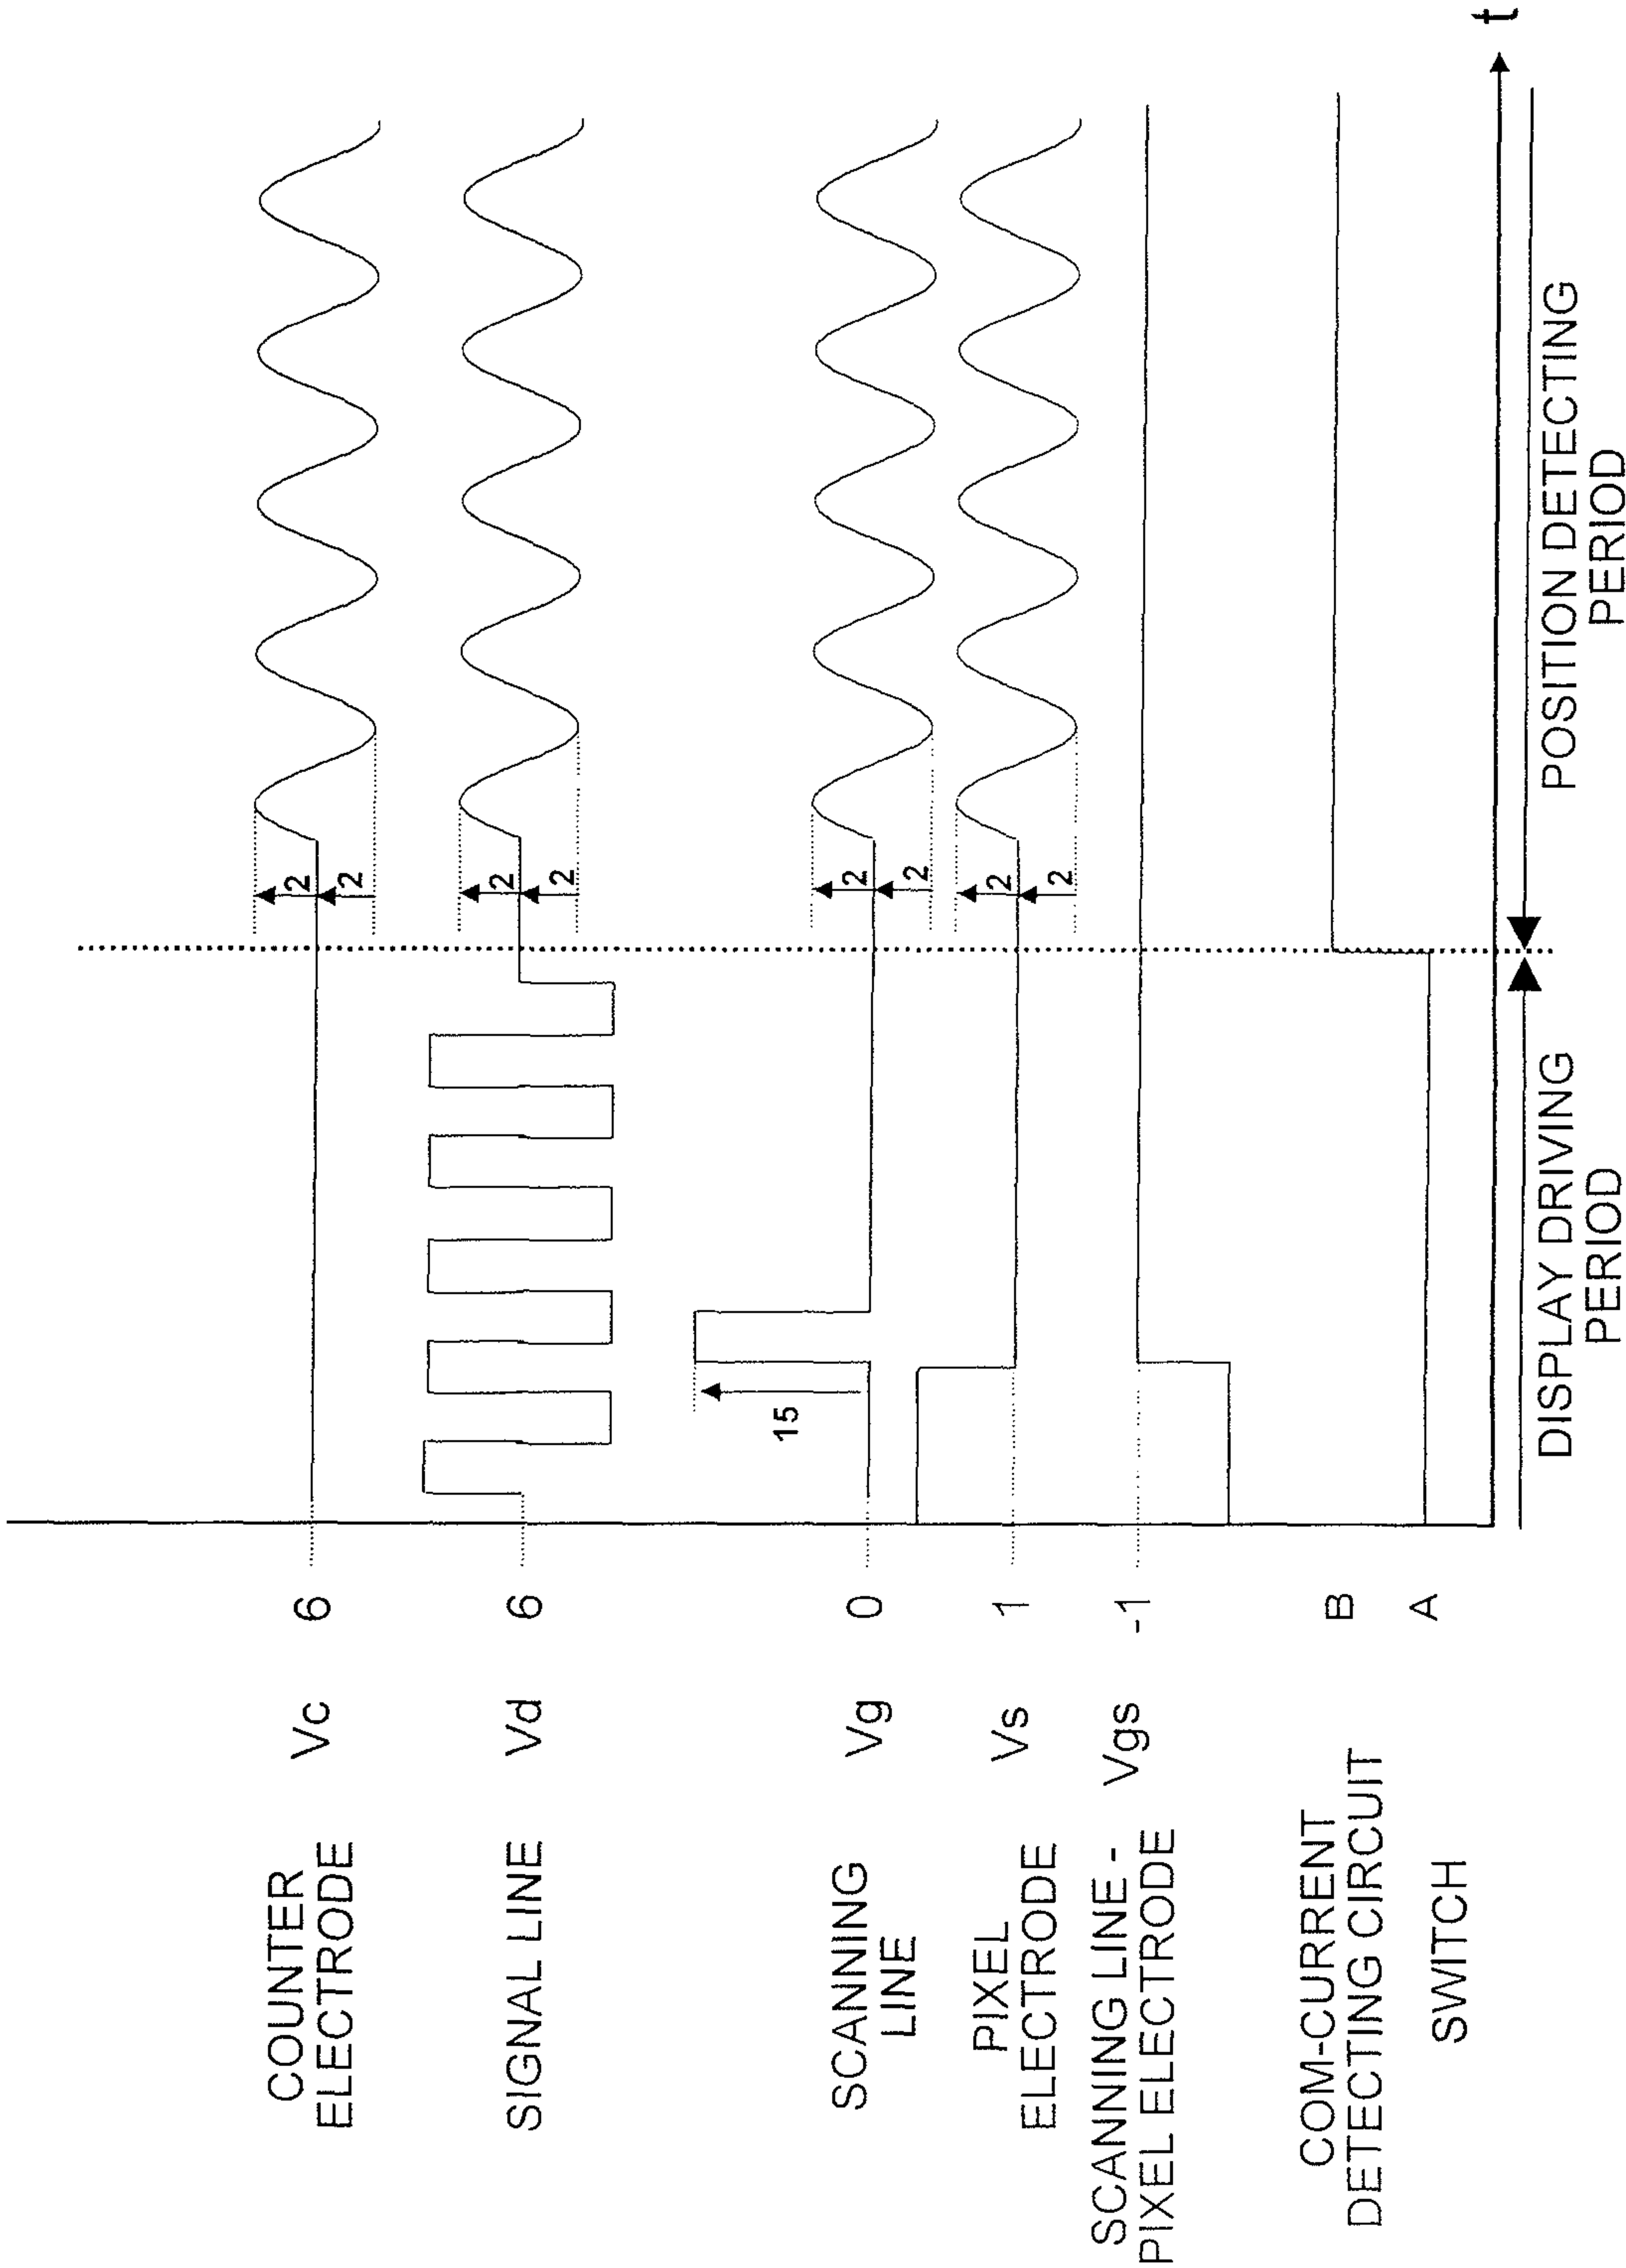 COUNTER
ELECTRODE
Vc
6
2
2
SIGNAL LINE
Vd
6
2
2
SCANNING
LINE
Vg
0
15
2
2
PIXEL
ELECTRODE
Vs
1
2
2
SCANNING LINE -
PIXEL ELECTRODE
Vgs
-1
COM-CURRENT
DETECTING CIRCUIT
SWITCH
B
A
t
DISPLAY DRIVING
PERIOD
POSITION DETECTING
PERIOD